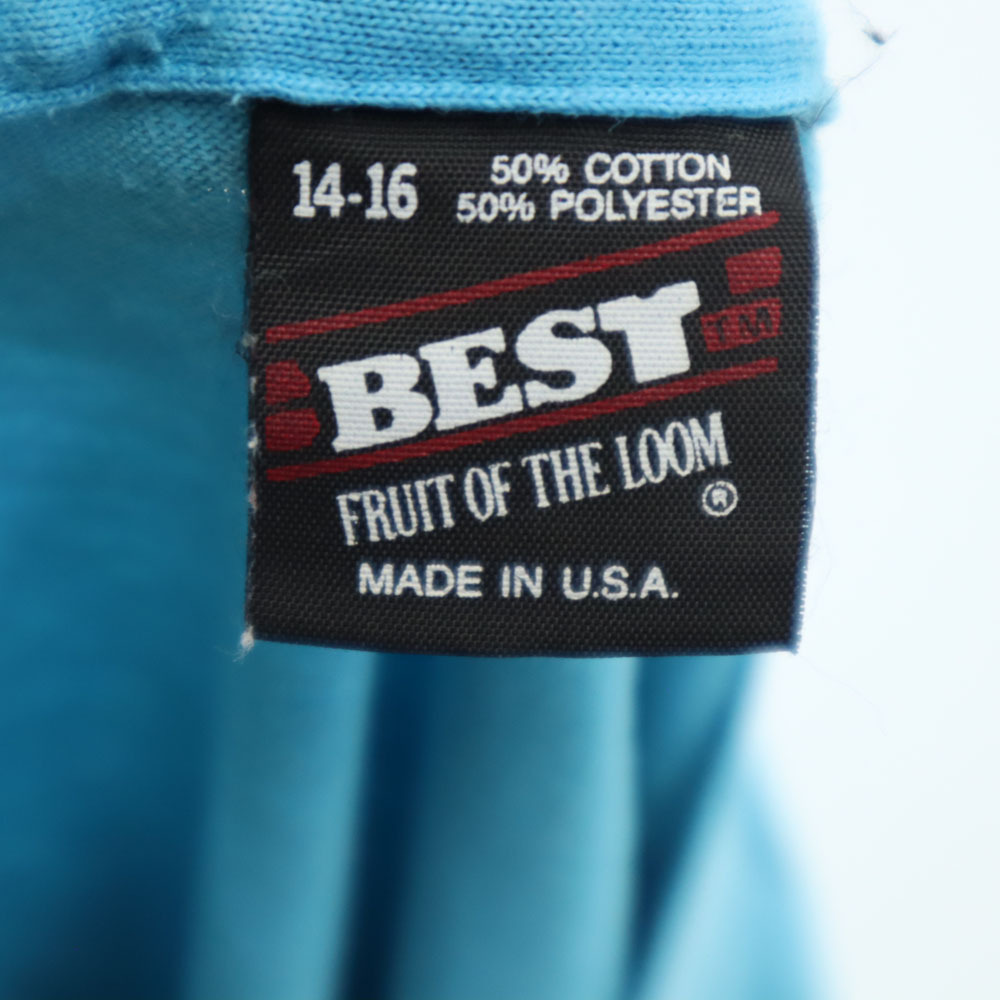 14-16
50% COTTON
50% POLYESTER
BEST TM
FRUIT OF THE LOOM ®
MADE IN U.S.A.